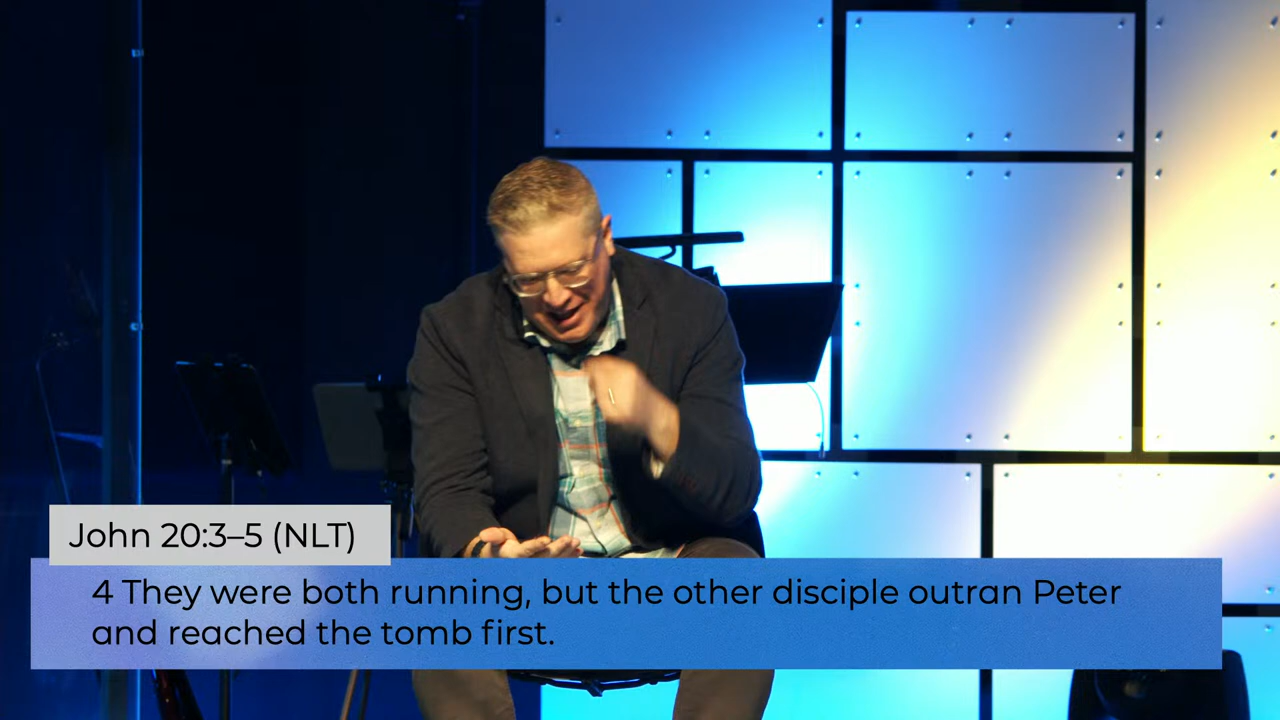 John 20:3–5 (NLT)
4 They were both running, but the other disciple outran Peter
and reached the tomb first.